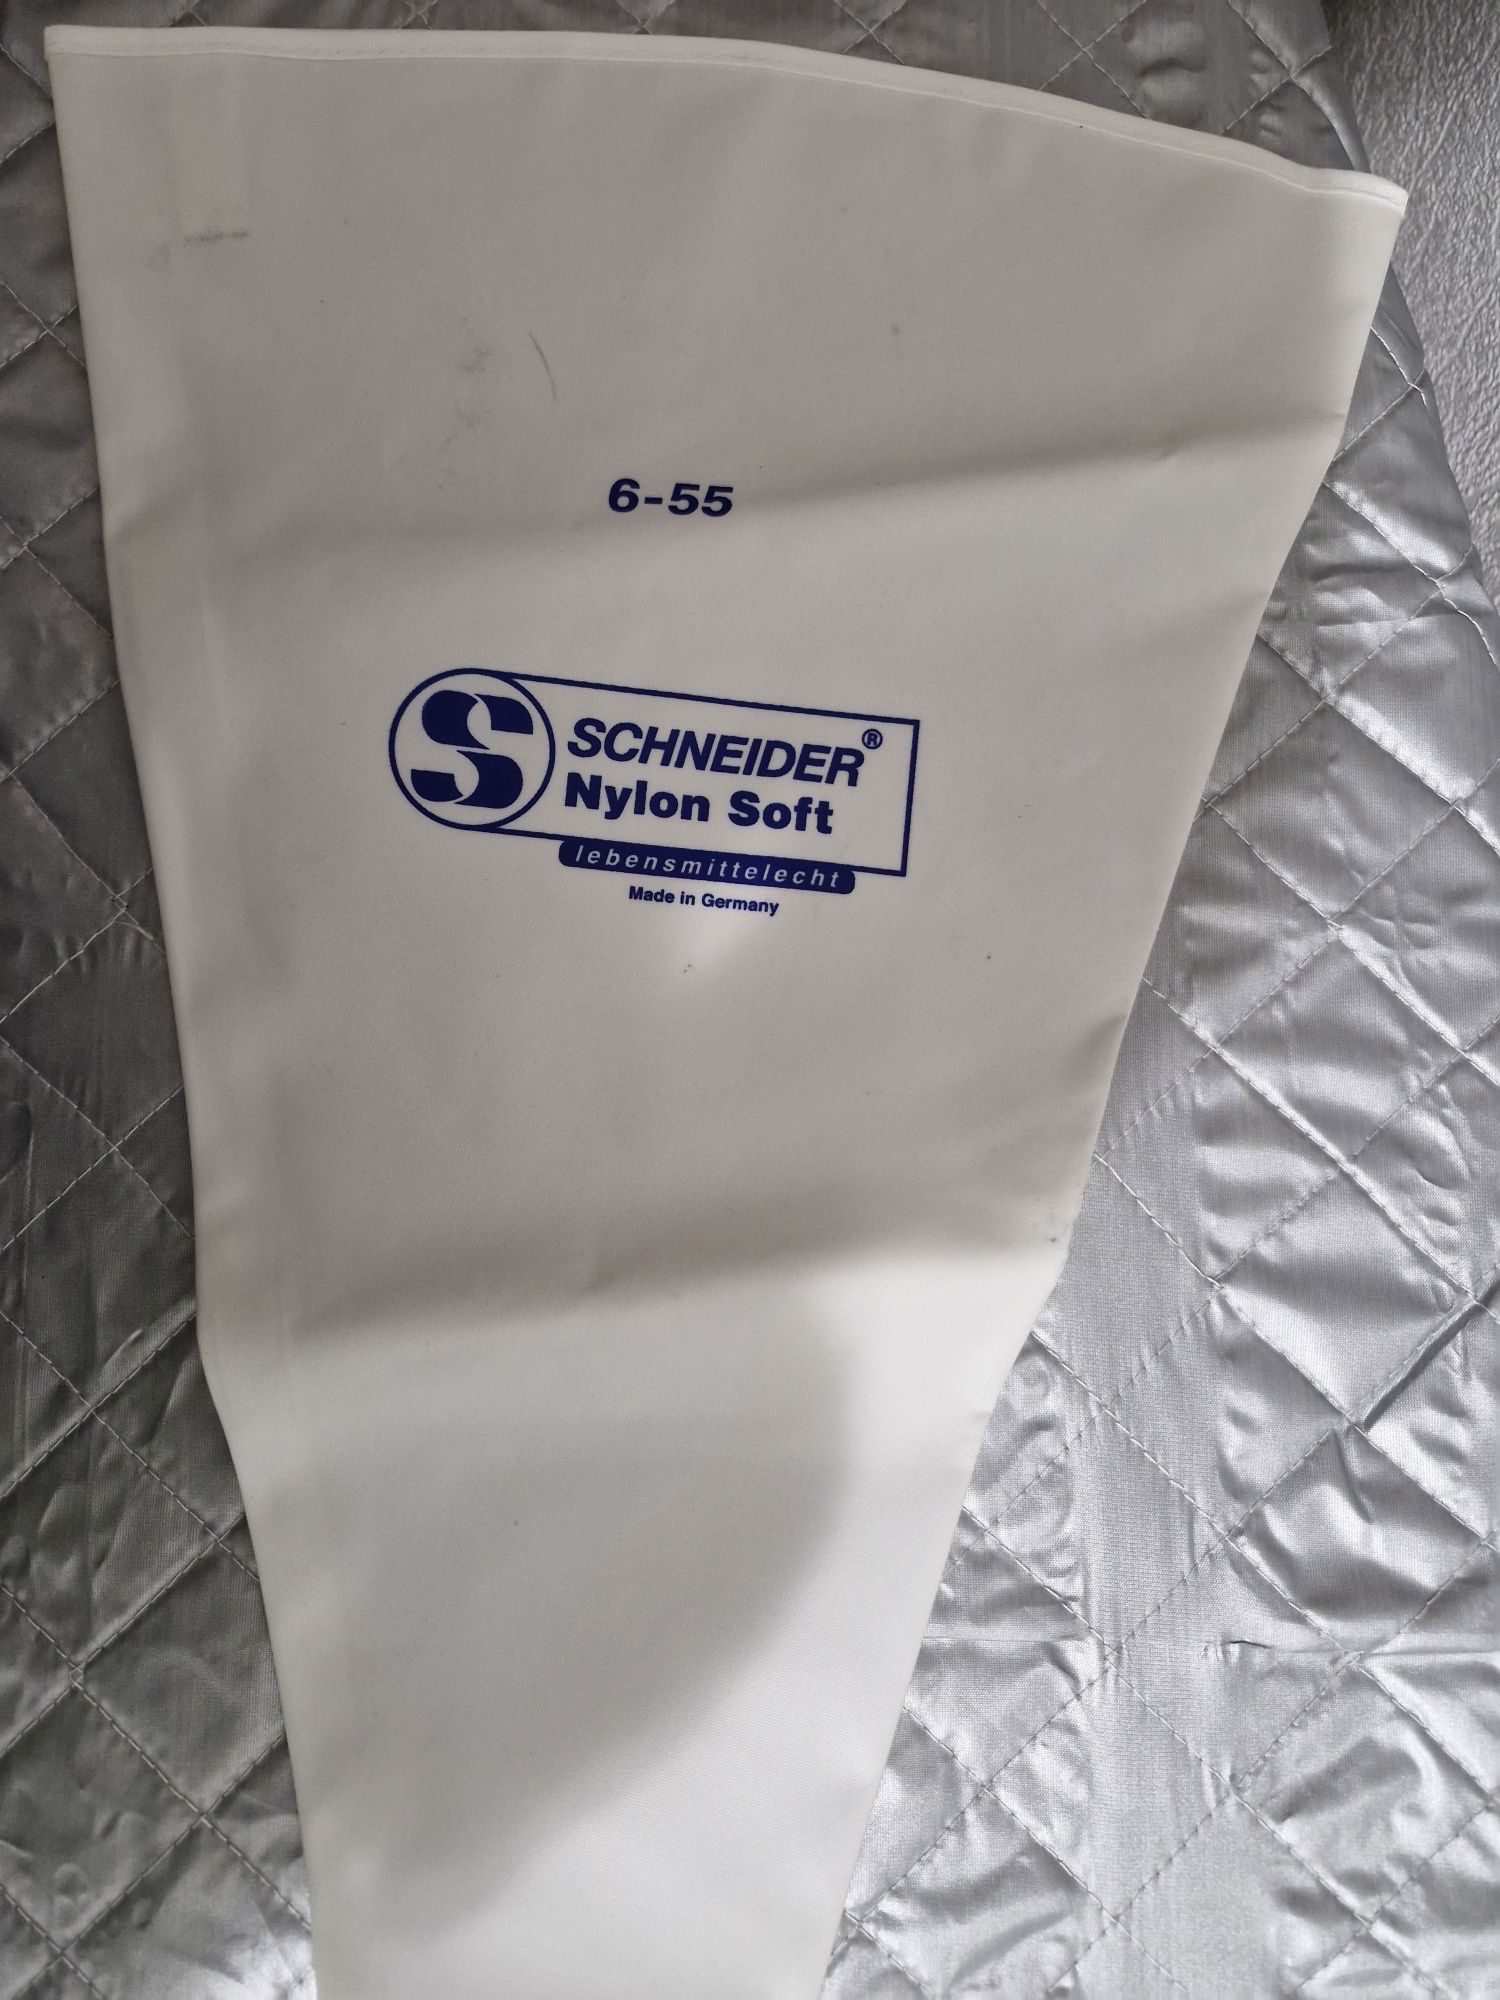 6-55
SCHNEIDER®
Nylon Soft
lebensmittelecht
Made in Germany